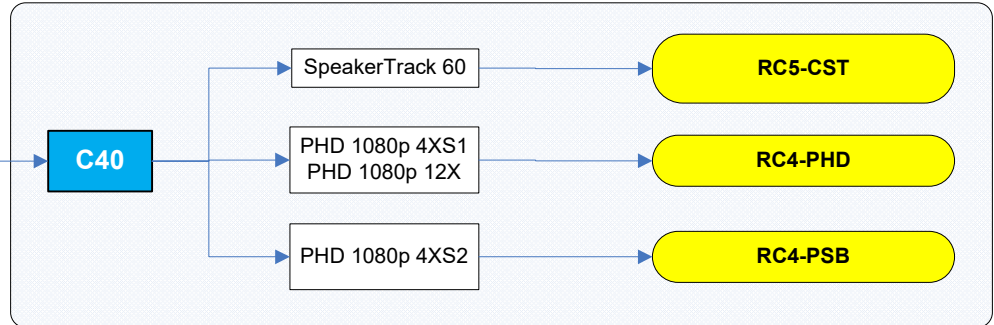 SpeakerTrack 60
RC5-CST
C40
PHD 1080p 4XS1
PHD 1080p 12X
RC4-PHD
PHD 1080p 4XS2
RC4-PSB